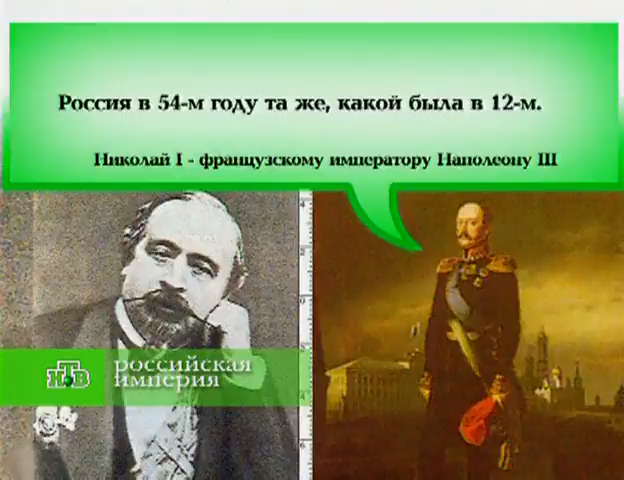 Россия в 54-м году та же, какой была в 12-м.
Николай I - французскому императору Наполеону III
НТВ
российская
империя